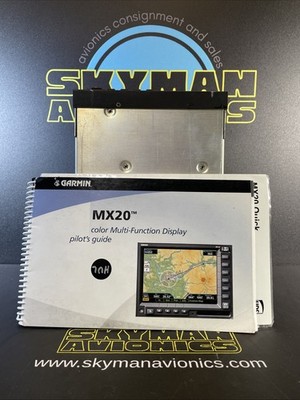 avionics consignment and sales
SKYMAN
AVIONICS
GARMIN
MX20™
color Multi-Function Display
pilot's guide
MX20 Quick
SKYMAN
AVIONICS
www.skymanavionics.com